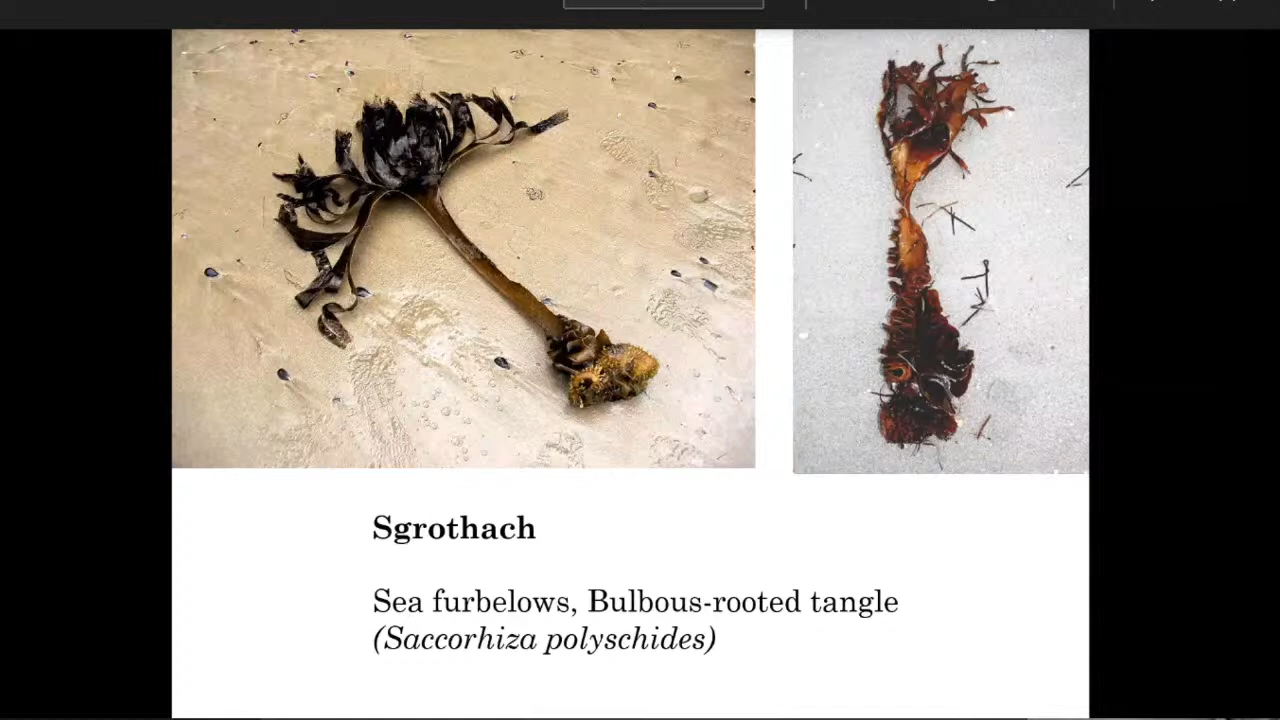 Sgrothach
Sea furbelows, Bulbous-rooted tangle
(Saccorhiza polyschides)